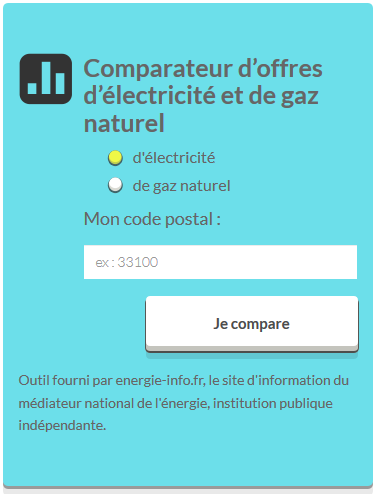 Comparateur d’offres
d’électricité et de gaz
naturel
d'électricité
de gaz naturel
Mon code postal :
ex : 33100
Je compare
Outil fourni par energie-info.fr, le site d'information du
médiateur national de l'énergie, institution publique
indépendante.